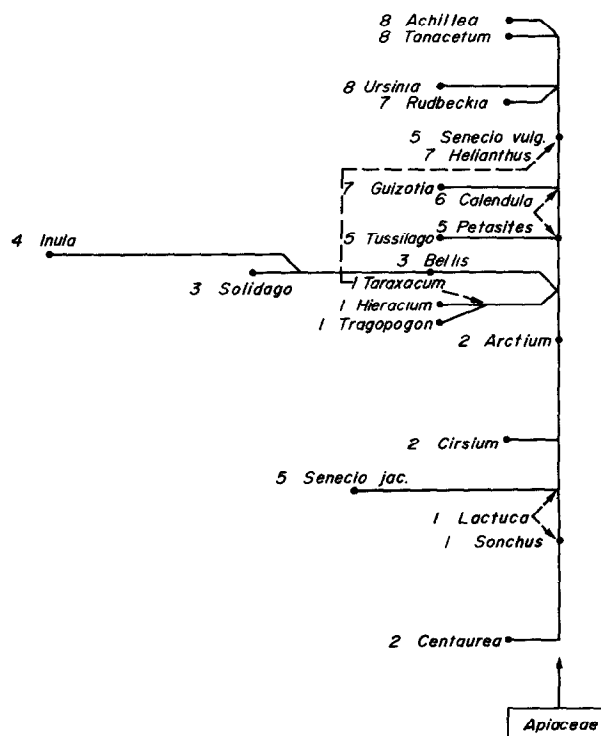 8 Achillea
8 Tanacetum
8 Ursinia
7 Rudbeckia
5 Senecio vulg.
7 Helianthus
7 Guizotia
6 Calendula
5 Petasites
5 Tussilago
4 Inula
3 Bellis
3 Solidago
1 Taraxacum
1 Hieracium
1 Tragopogon
2 Arctium
2 Cirsium
5 Senecio jac.
1 Lactuca
1 Sonchus
2 Centaurea
Apiaceae